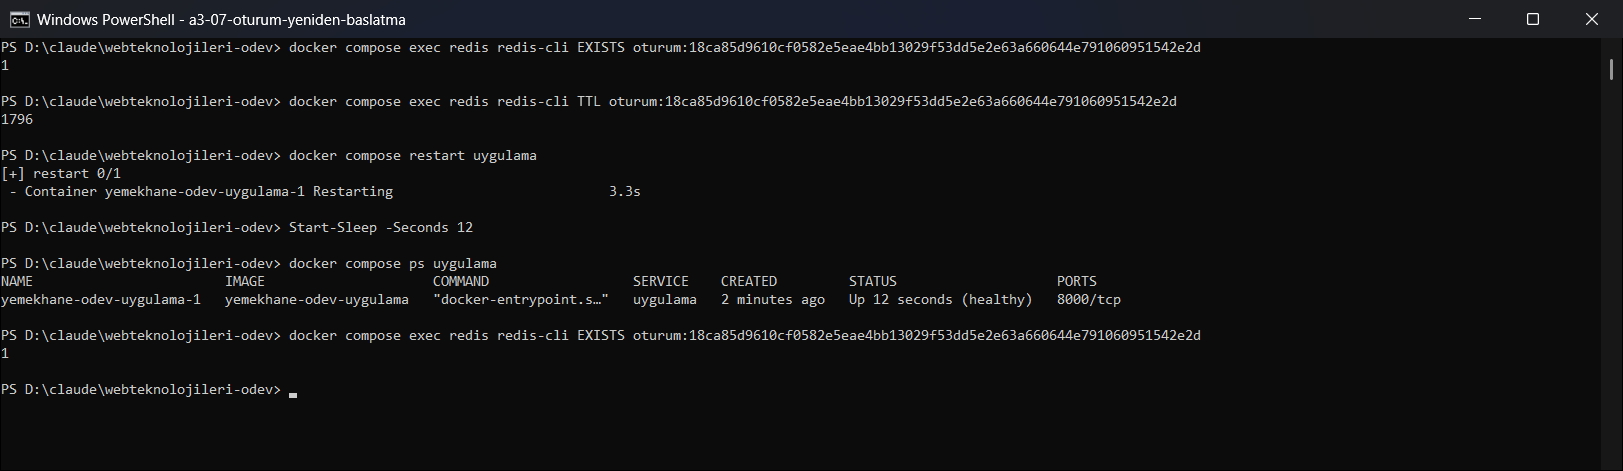 Windows PowerShell - a3-07-oturum-yeniden-baslatma
PS D:\claude\webteknolojileri-odev> docker compose exec redis redis-cli EXISTS oturum:18ca85d9610cf0582e5eae4bb13029f53dd5e2e63a660644e791060951542e2d
1
PS D:\claude\webteknolojileri-odev> docker compose exec redis redis-cli TTL oturum:18ca85d9610cf0582e5eae4bb13029f53dd5e2e63a660644e791060951542e2d
1796
PS D:\claude\webteknolojileri-odev> docker compose restart uygulama
[+] restart 0/1
- Container yemekhane-odev-uygulama-1 Restarting 3.3s
PS D:\claude\webteknolojileri-odev> Start-Sleep -Seconds 12
PS D:\claude\webteknolojileri-odev> docker compose ps uygulama
NAME IMAGE COMMAND SERVICE CREATED STATUS PORTS
yemekhane-odev-uygulama-1 yemekhane-odev-uygulama "docker-entrypoint.s…" uygulama 2 minutes ago Up 12 seconds (healthy) 8000/tcp
PS D:\claude\webteknolojileri-odev> docker compose exec redis redis-cli EXISTS oturum:18ca85d9610cf0582e5eae4bb13029f53dd5e2e63a660644e791060951542e2d
1
PS D:\claude\webteknolojileri-odev>